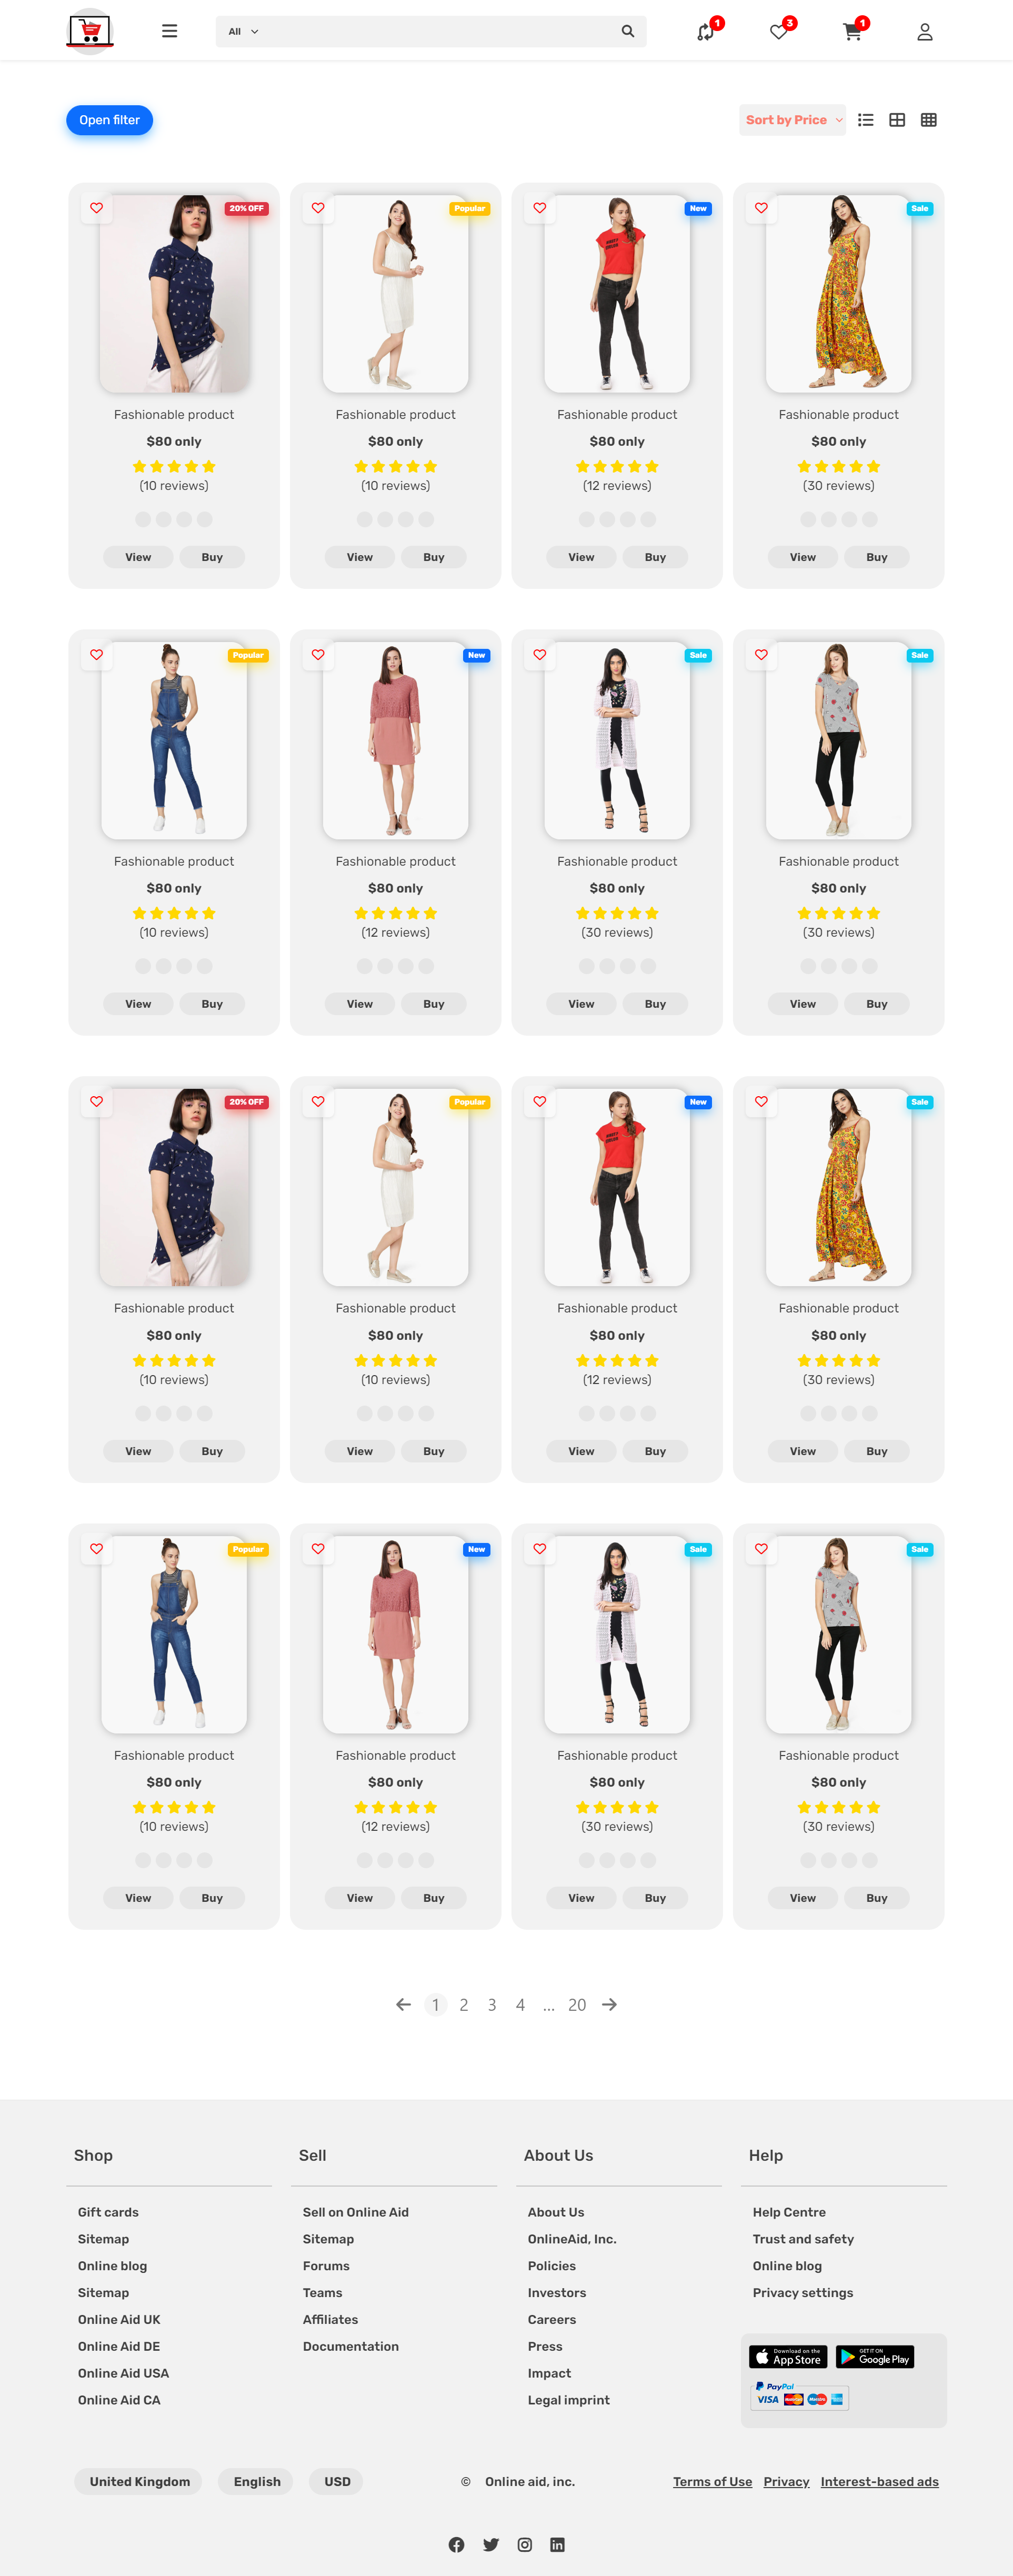 All
1
3
1
Open filter
Sort by Price
20% OFF
Popular
New
Sale
Fashionable product
Fashionable product
Fashionable product
Fashionable product
$80 only
$80 only
$80 only
$80 only
(10 reviews)
(10 reviews)
(12 reviews)
(30 reviews)
View Buy
View Buy
View Buy
View Buy
Popular
New
Sale
Sale
Fashionable product
Fashionable product
Fashionable product
Fashionable product
$80 only
$80 only
$80 only
$80 only
(10 reviews)
(12 reviews)
(30 reviews)
(30 reviews)
View Buy
View Buy
View Buy
View Buy
20% OFF
Popular
New
Sale
Fashionable product
Fashionable product
Fashionable product
Fashionable product
$80 only
$80 only
$80 only
$80 only
(10 reviews)
(10 reviews)
(12 reviews)
(30 reviews)
View Buy
View Buy
View Buy
View Buy
Popular
New
Sale
Sale
Fashionable product
Fashionable product
Fashionable product
Fashionable product
$80 only
$80 only
$80 only
$80 only
(10 reviews)
(12 reviews)
(30 reviews)
(30 reviews)
View Buy
View Buy
View Buy
View Buy
1 2 3 4 ... 20
Shop
Gift cards
Sitemap
Online blog
Sitemap
Online Aid UK
Online Aid DE
Online Aid USA
Online Aid CA
Sell
Sell on Online Aid
Sitemap
Forums
Teams
Affiliates
Documentation
About Us
About Us
OnlineAid, Inc.
Policies
Investors
Careers
Press
Impact
Legal imprint
Help
Help Centre
Trust and safety
Online blog
Privacy settings
Download on the
App Store
GET IT ON
Google Play
PayPal
VISA MasterCard Maestro
United Kingdom
English
USD
© Online aid, inc.
Terms of Use Privacy Interest-based ads